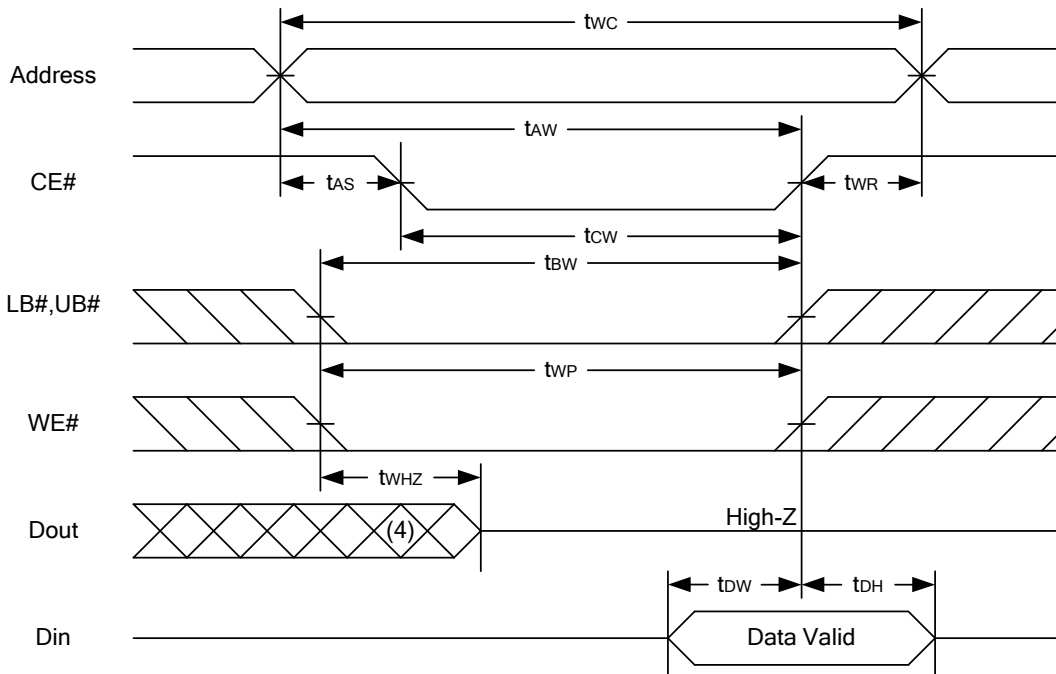 tWC
Address
tAW
CE#
tAS
tWR
tCW
tBW
LB#,UB#
tWP
WE#
tWHZ
Dout
(4)
High-Z
tDW
tDH
Din
Data Valid